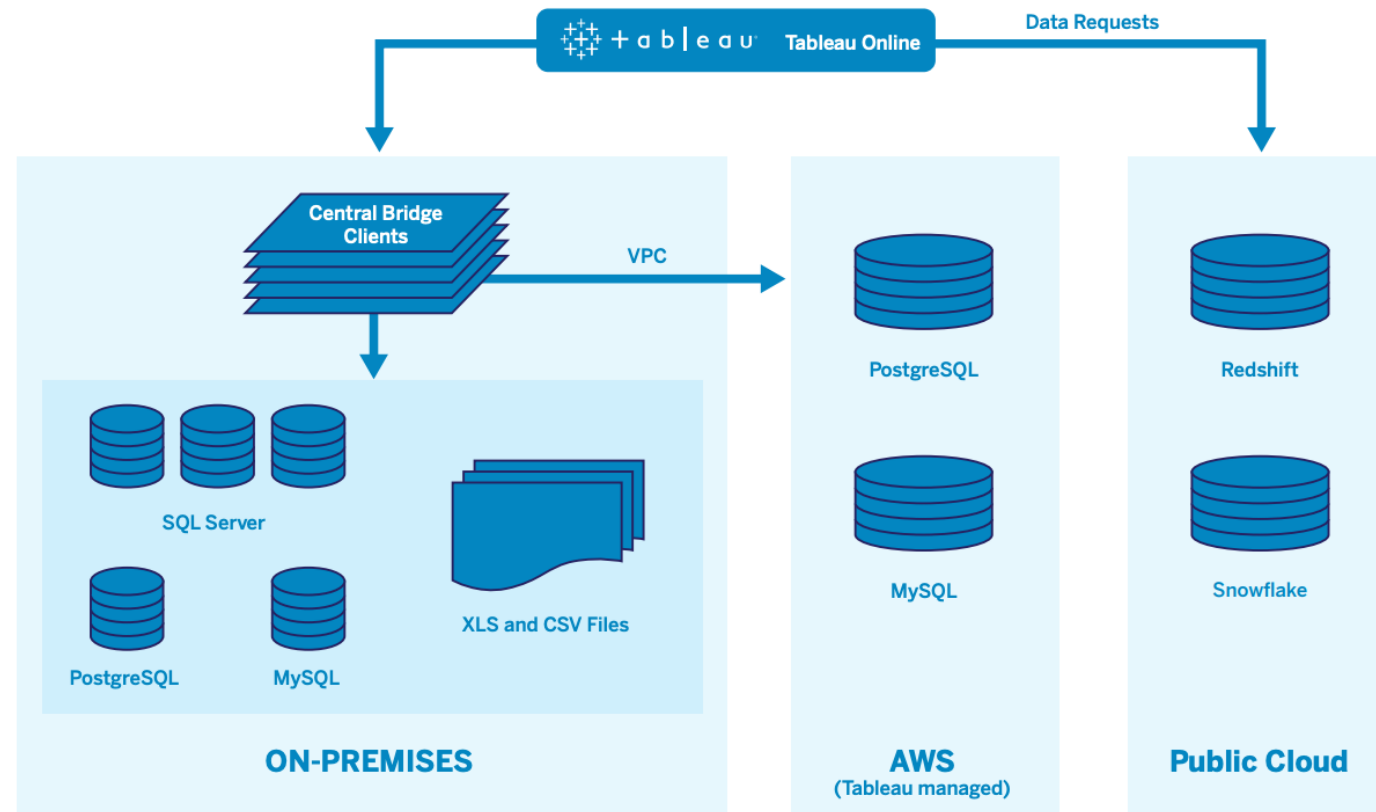 +ableau Tableau Online
Data Requests
Central Bridge
Clients
VPC
SQL Server
PostgreSQL
MySQL
XLS and CSV Files
ON-PREMISES
PostgreSQL
MySQL
AWS
(Tableau managed)
Redshift
Snowflake
Public Cloud